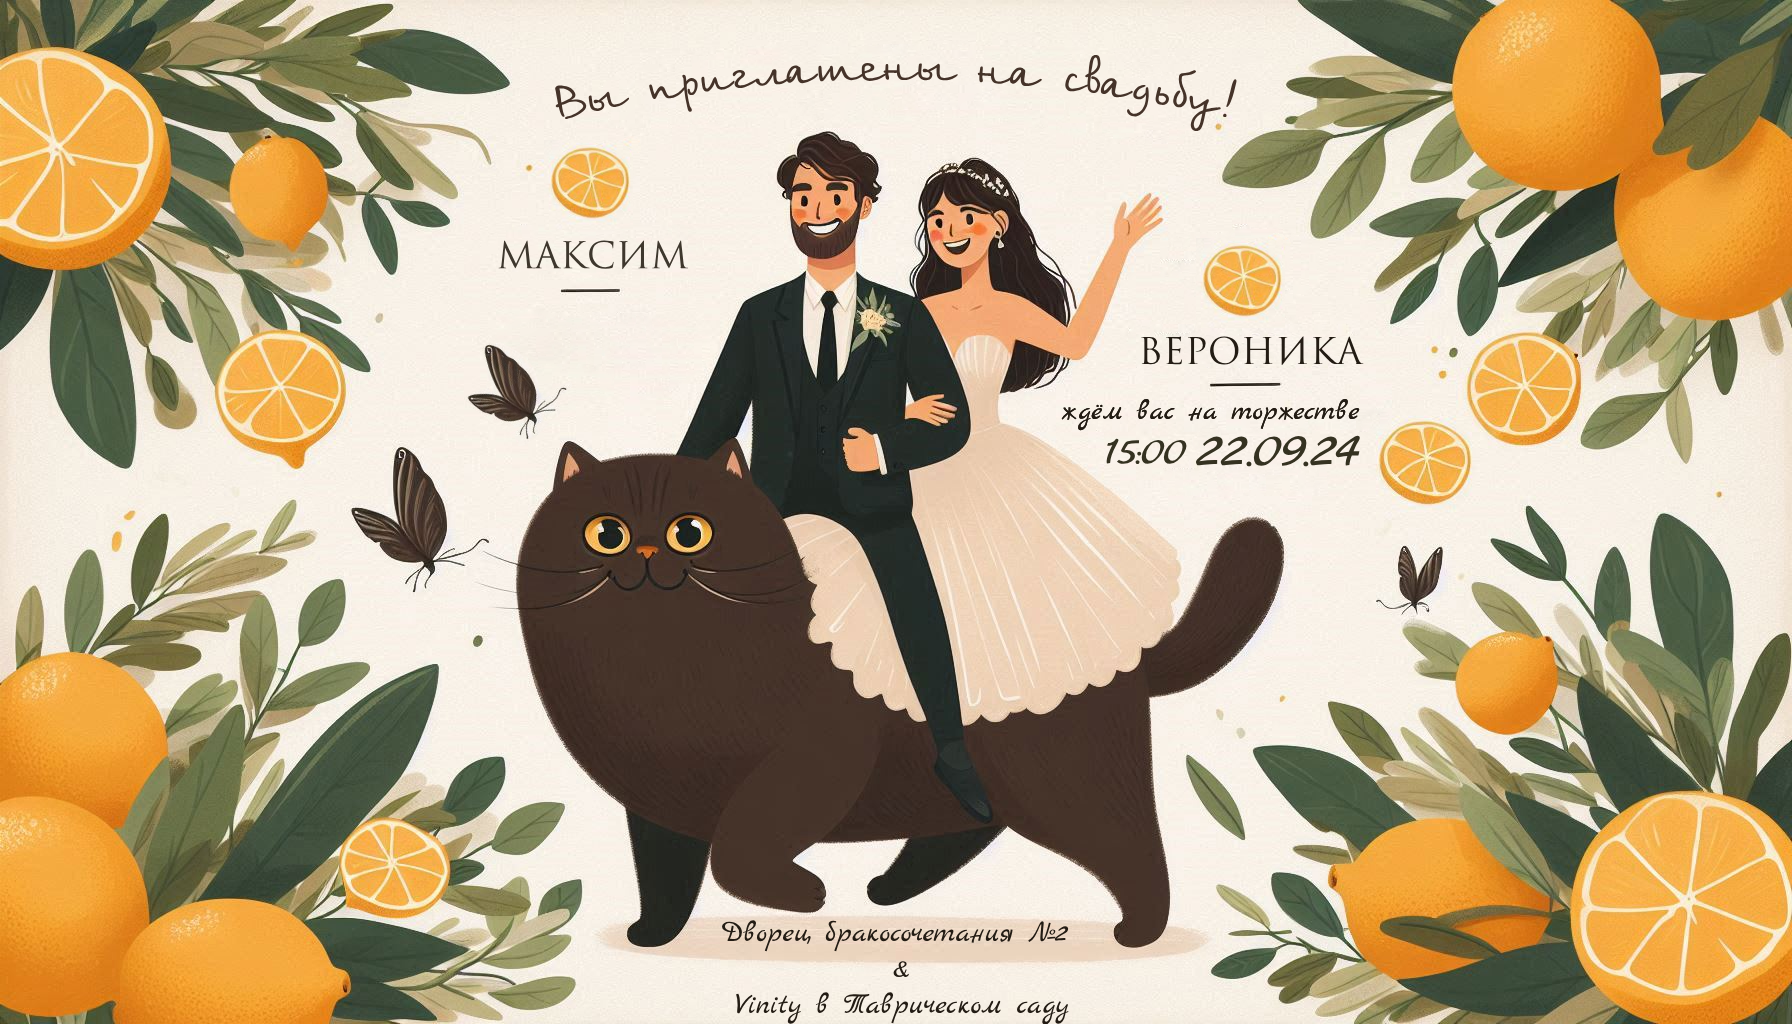 Вы приглашены на свадьбу!
МАКСИМ
ВЕРОНИКА
ждём вас на торжестве
15:00 22.09.24
Дворец бракосочетания №2
&
Vinity в Таврическом саду